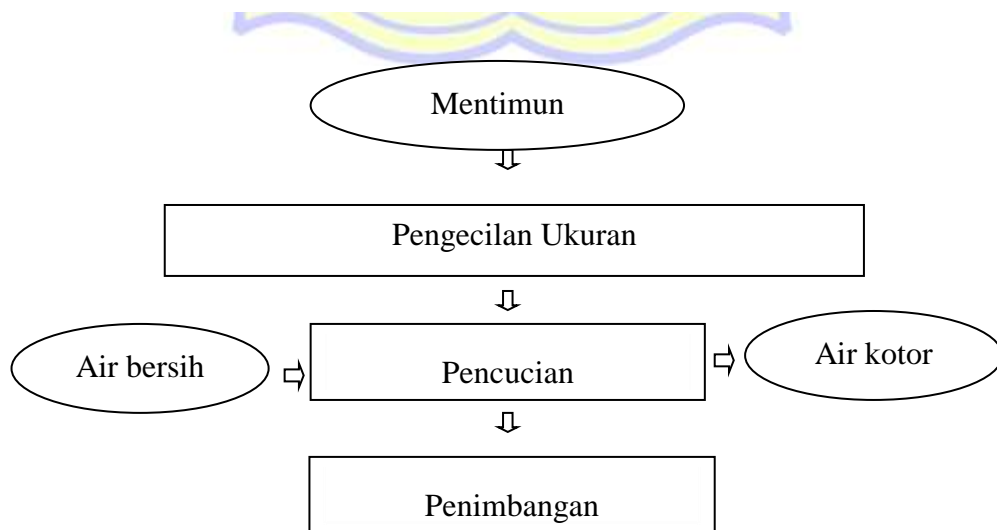 Mentimun
Pengecilan Ukuran
Air bersih
Pencucian
Air kotor
Penimbangan